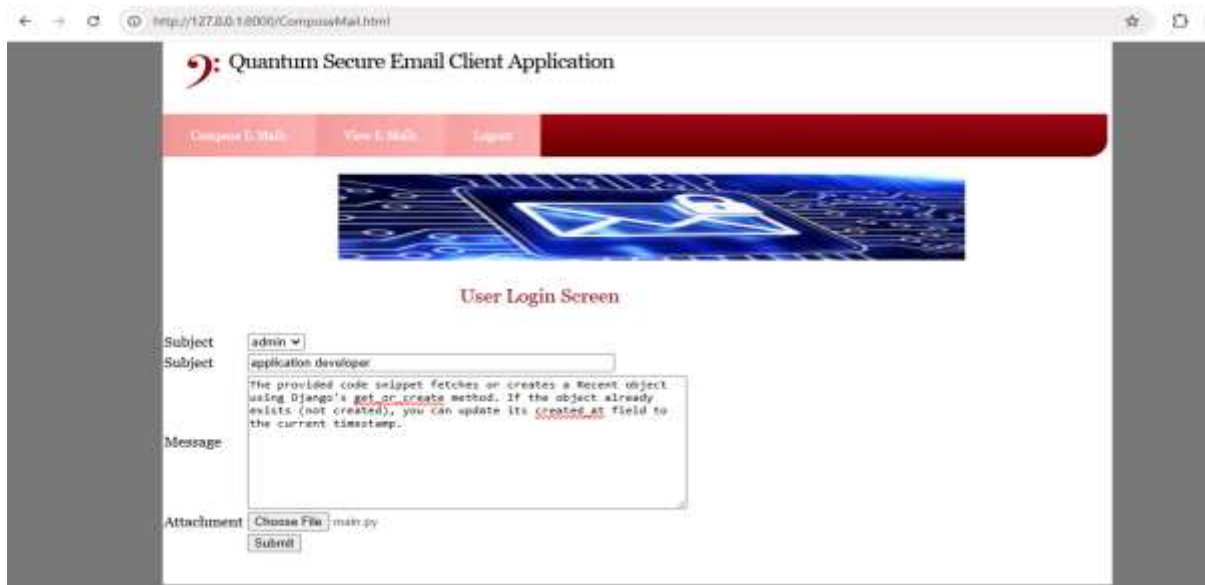 http://127.0.0.1:8000/ComposeMail.html
Quantum Secure Email Client Application
Compose E-Mails View E-Mails Logout
User Login Screen
Subject admin
Subject application developer
The provided code snippet fetches or creates a Recent object
using Django's get_or_create method. If the object already
exists (not created), you can update its created_at field to
the current timestamp.
Message
Attachment Choose File main.py
Submit